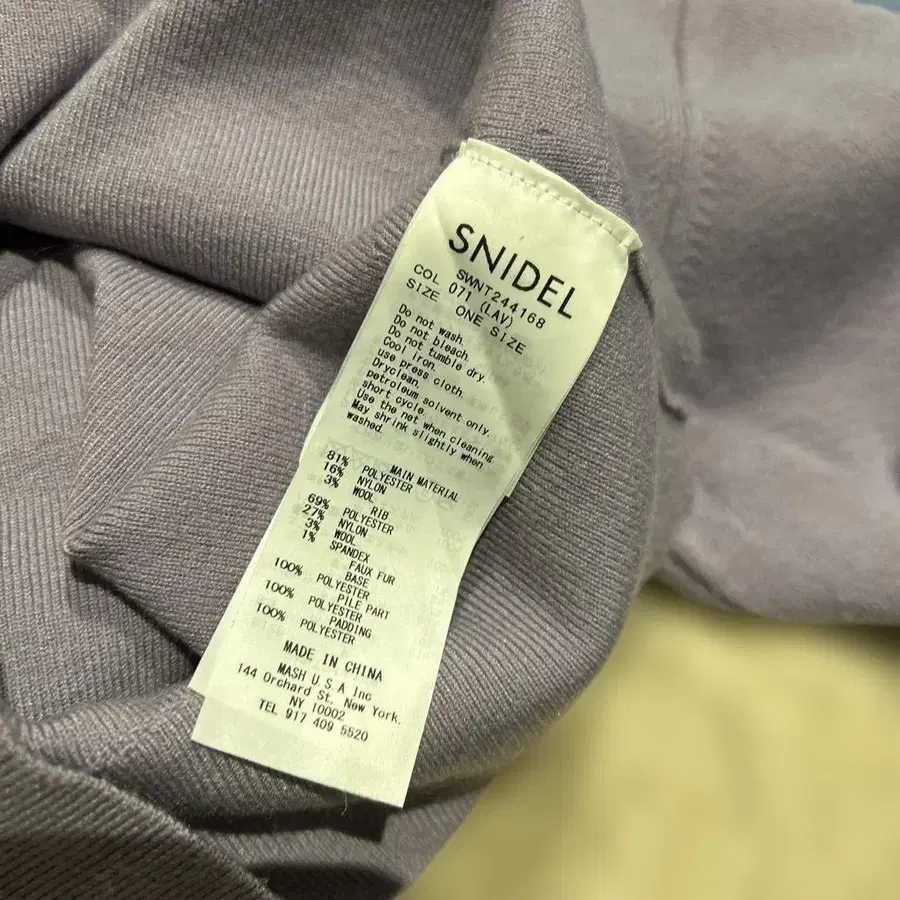 SNIDEL
SWNT244168
COL 071 (LAV)
SIZE ONE SIZE
Do not wash.
Do not bleach.
Do not tumble dry.
Cool iron.
use press cloth.
Dryclean.
petroleum solvent only.
short cycle.
Use the net when cleaning.
May shrink slightly when
washed.
MAIN MATERIAL
81% POLYESTER
16% NYLON
3% WOOL
RIB
69% POLYESTER
27% NYLON
3% WOOL
1% SPANDEX
FAUX FUR
BASE
100% POLYESTER
PILE PART
100% POLYESTER
PADDING
100% POLYESTER
MADE IN CHINA
MASH U.S.A Inc
144 Orchard St. New York.
NY 10002
TEL 917 409 5520